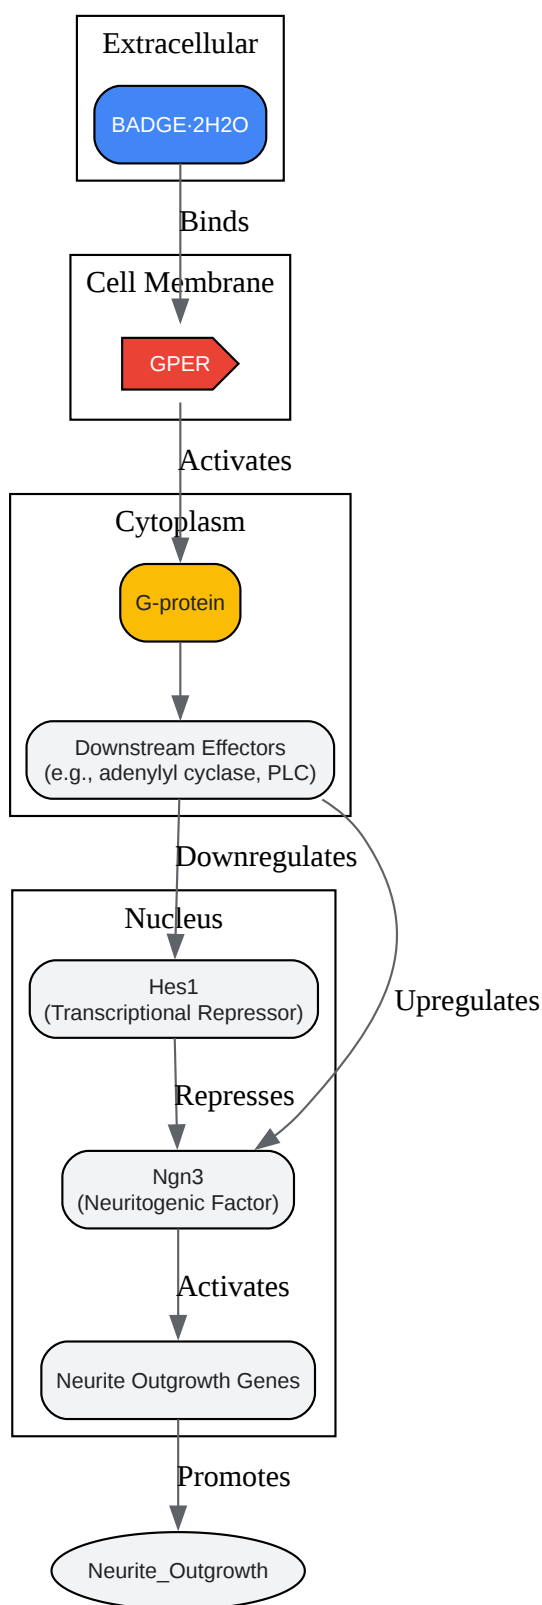 Extracellular
BADGE·2H2O
Binds
Cell Membrane
GPER
Activates
Cytoplasm
G-protein
Downstream Effectors
(e.g., adenylyl cyclase, PLC)
Downregulates
Nucleus
Hes1
(Transcriptional Repressor)
Upregulates
Represses
Ngn3
(Neuritogenic Factor)
Activates
Neurite Outgrowth Genes
Promotes
Neurite_Outgrowth